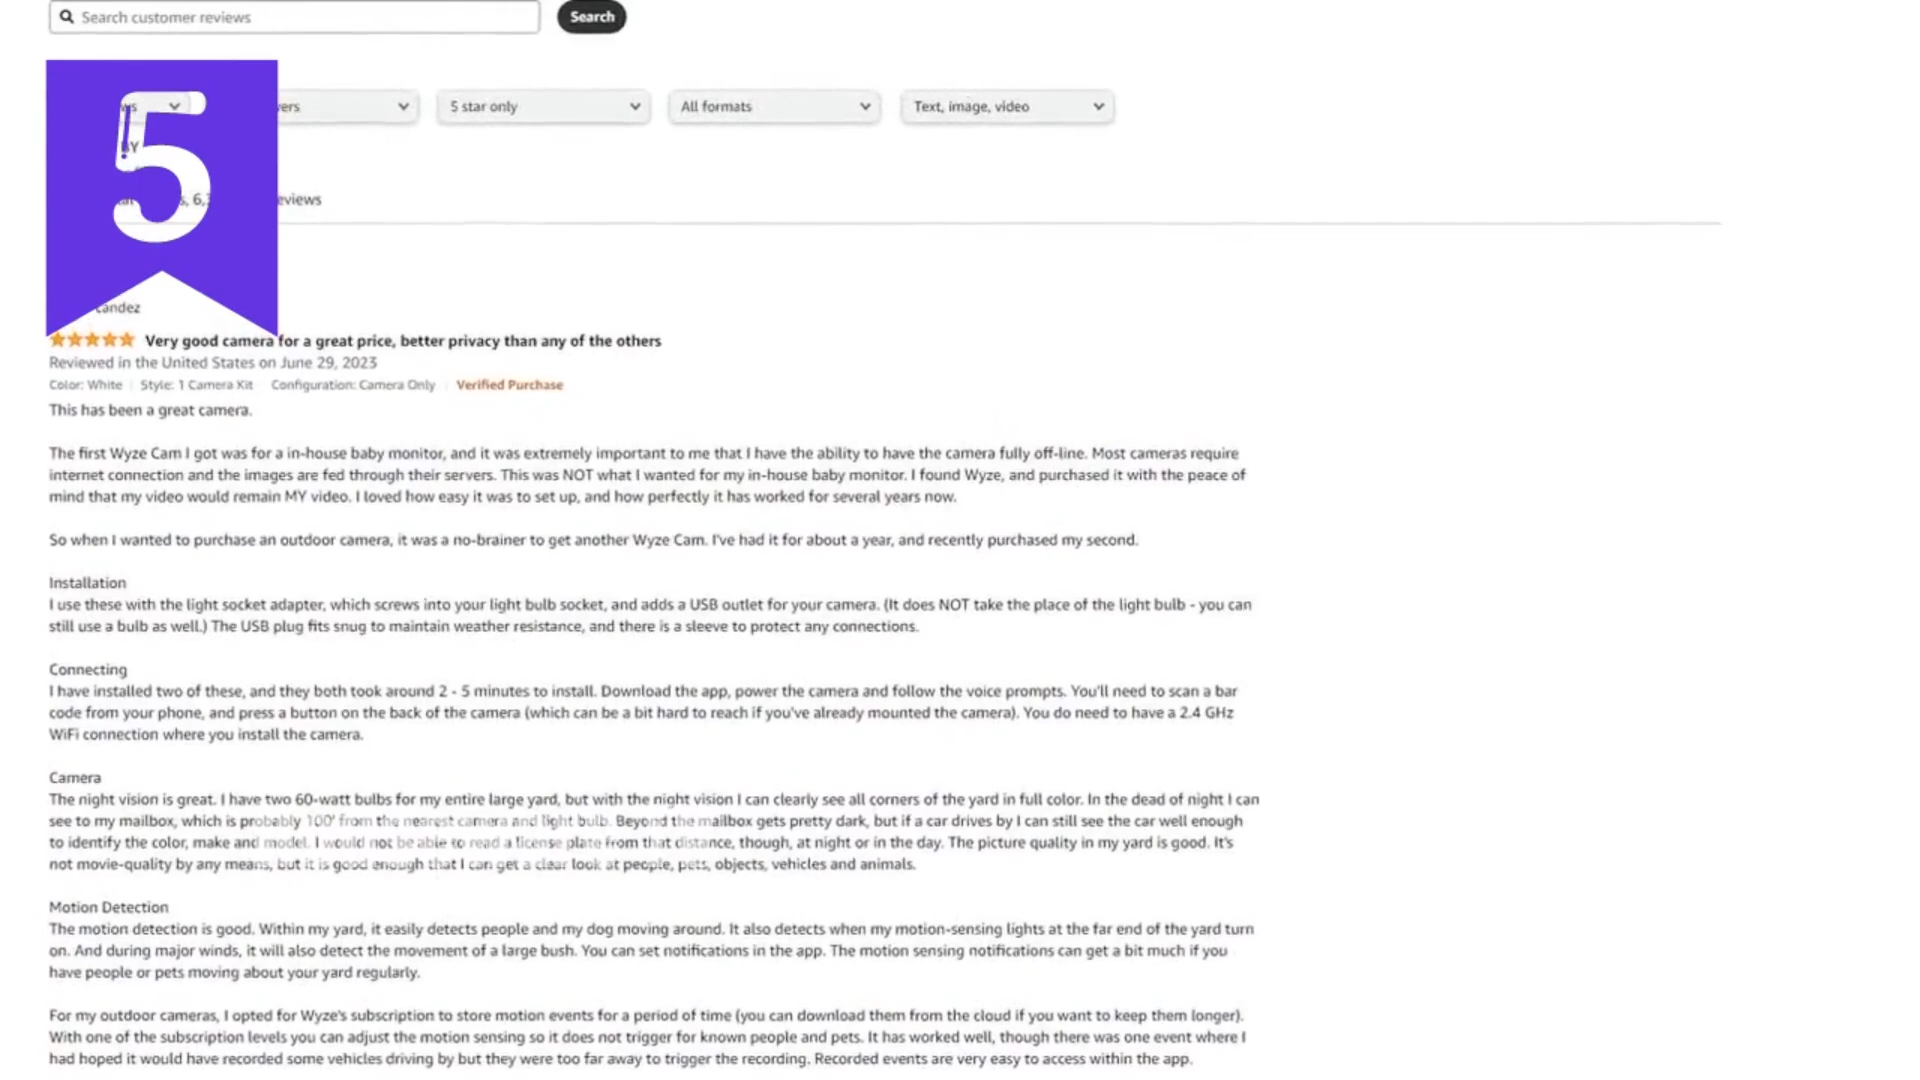 Search customer reviews
Search
5
5 star only
All formats
Text, image, video
Very good camera for a great price, better privacy than any of the others
Reviewed in the United States on June 29, 2023
Color: White Style: 1 Camera Kit Configuration: Camera Only Verified Purchase
This has been a great camera.
The first Wyze Cam I got was for a in-house baby monitor, and it was extremely important to me that I have the ability to have the camera fully off-line. Most cameras require
internet connection and the images are fed through their servers. This was NOT what I wanted for my in-house baby monitor. I found Wyze, and purchased it with the peace of
mind that my video would remain MY video. I loved how easy it was to set up, and how perfectly it has worked for several years now.
So when I wanted to purchase an outdoor camera, it was a no-brainer to get another Wyze Cam. I've had it for about a year, and recently purchased my second.
Installation
I use these with the light socket adapter, which screws into your light bulb socket, and adds a USB outlet for your camera. (It does NOT take the place of the light bulb - you can
still use a bulb as well.) The USB plug fits snug to maintain weather resistance, and there is a sleeve to protect any connections.
Connecting
I have installed two of these, and they both took around 2 - 5 minutes to install. Download the app, power the camera and follow the voice prompts. You'll need to scan a bar
code from your phone, and press a button on the back of the camera (which can be a bit hard to reach if you've already mounted the camera). You do need to have a 2.4 GHz
WiFi connection where you install the camera.
Camera
The night vision is great. I have two 60-watt bulbs for my entire large yard, but with the night vision I can clearly see all corners of the yard in full color. In the dead of night I can
see to my mailbox, which is probably 100' from the nearest camera and light bulb. Beyond the mailbox gets pretty dark, but if a car drives by I can still see the car well enough
to identify the color, make and model. I would not be able to read a license plate from that distance, though, at night or in the day. The picture quality in my yard is good. It's
not movie-quality by any means, but it is good enough that I can get a clear look at people, pets, objects, vehicles and animals.
Motion Detection
The motion detection is good. Within my yard, it easily detects people and my dog moving around. It also detects when my motion-sensing lights at the far end of the yard turn
on. And during major winds, it will also detect the movement of a large bush. You can set notifications in the app. The motion sensing notifications can get a bit much if you
have people or pets moving about your yard regularly.
For my outdoor cameras, I opted for Wyze's subscription to store motion events for a period of time (you can download them from the cloud if you want to keep them longer).
With one of the subscription levels you can adjust the motion sensing so it does not trigger for known people and pets. It has worked well, though there was one event where I
had hoped it would have recorded some vehicles driving by but they were too far away to trigger the recording. Recorded events are very easy to access within the app.